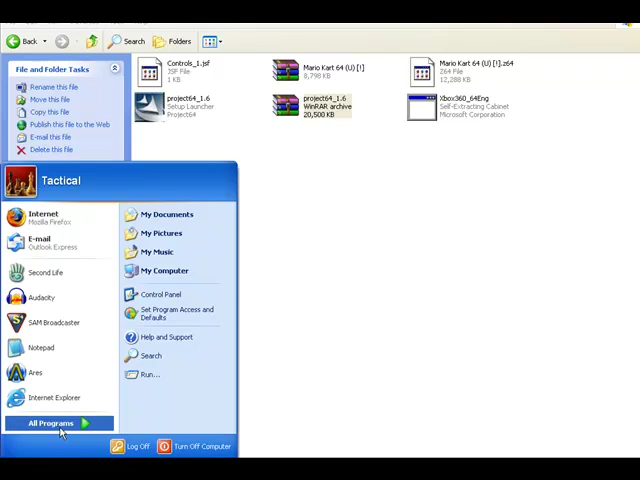 Back
Search
Folders
File and Folder Tasks
Rename this file
Move this file
Copy this file
Publish this file to the Web
E-mail this file
Delete this file
Controls_1.jsf
JSF File
1 KB
Mario Kart 64 (U) [!]
8,798 KB
Mario Kart 64 (U) [!].z64
Z64 File
12,288 KB
project64_1.6
Setup Launcher
Project64
project64_1.6
WinRAR archive
20,500 KB
Xbox360_64Eng
Self-Extracting Cabinet
Microsoft Corporation
Tactical
Internet
Mozilla Firefox
E-mail
Outlook Express
Second Life
Audacity
SAM Broadcaster
Notepad
Ares
Internet Explorer
All Programs
My Documents
My Pictures
My Music
My Computer
Control Panel
Set Program Access and
Defaults
Help and Support
Search
Run...
Log Off
Turn Off Computer